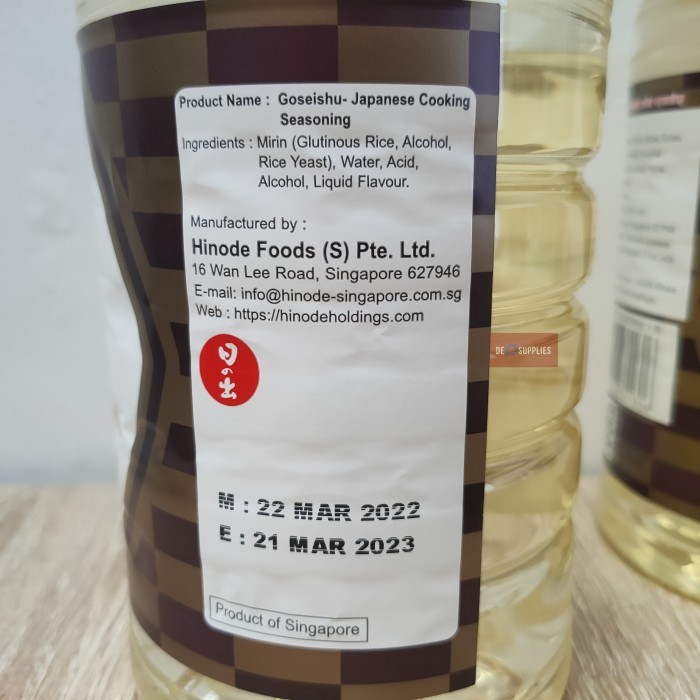 Product Name : Goseishu- Japanese Cooking
Seasoning
Ingredients : Mirin (Glutinous Rice, Alcohol,
Rice Yeast), Water, Acid,
Alcohol, Liquid Flavour.
Manufactured by :
Hinode Foods (S) Pte. Ltd.
16 Wan Lee Road, Singapore 627946
E-mail: info@hinode-singapore.com.sg
Web : https://hinodeholdings.com
日の出
M : 22 MAR 2022
E : 21 MAR 2023
Product of Singapore
SUPPLIES